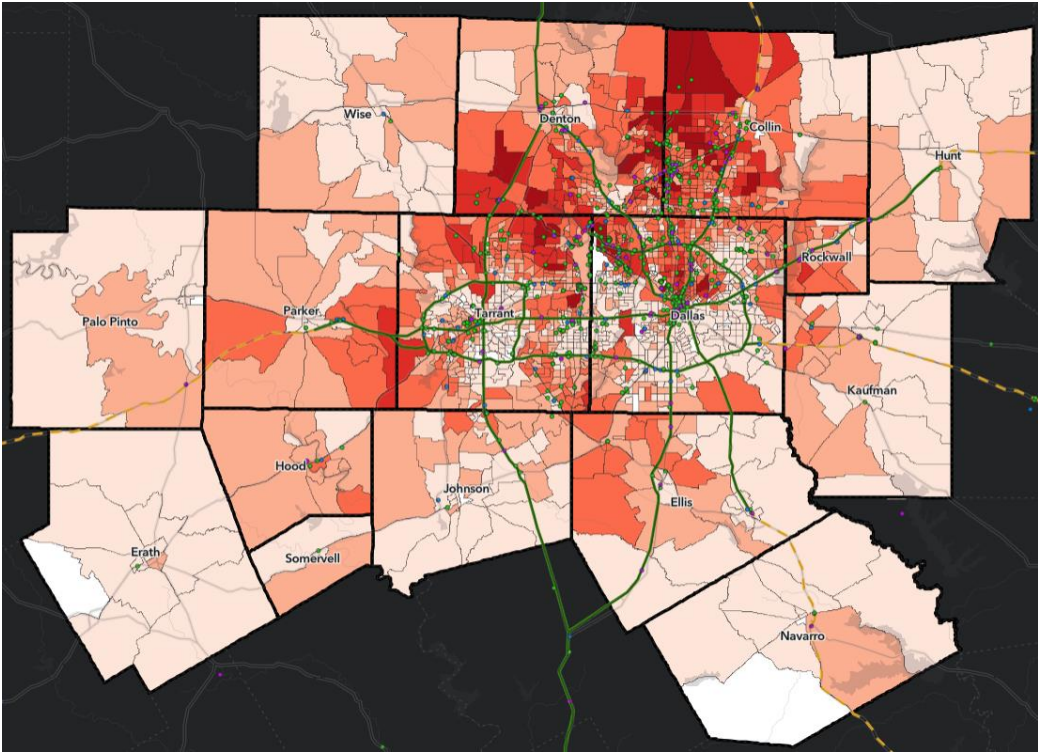 Wise
Denton
Collin
Hunt
Palo Pinto
Parker
Tarrant
Dallas
Rockwall
Kaufman
Hood
Johnson
Ellis
Erath
Somervell
Navarro